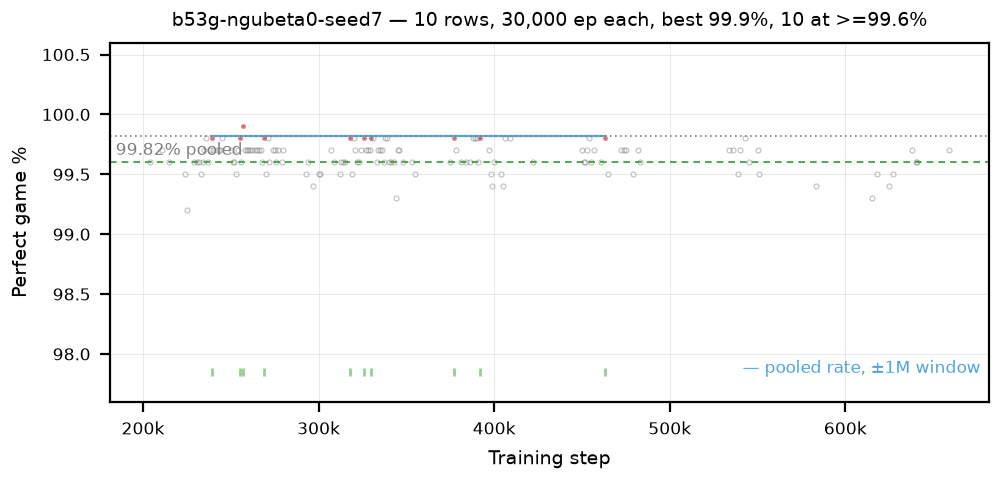 b53g-ngubeta0-seed7 — 10 rows, 30,000 ep each, best 99.9%, 10 at >=99.6%
100.5
100.0
99.82% pooled
99.5
99.0
98.5
98.0
Perfect game %
— pooled rate, ±1M window
200k 300k 400k 500k 600k
Training step